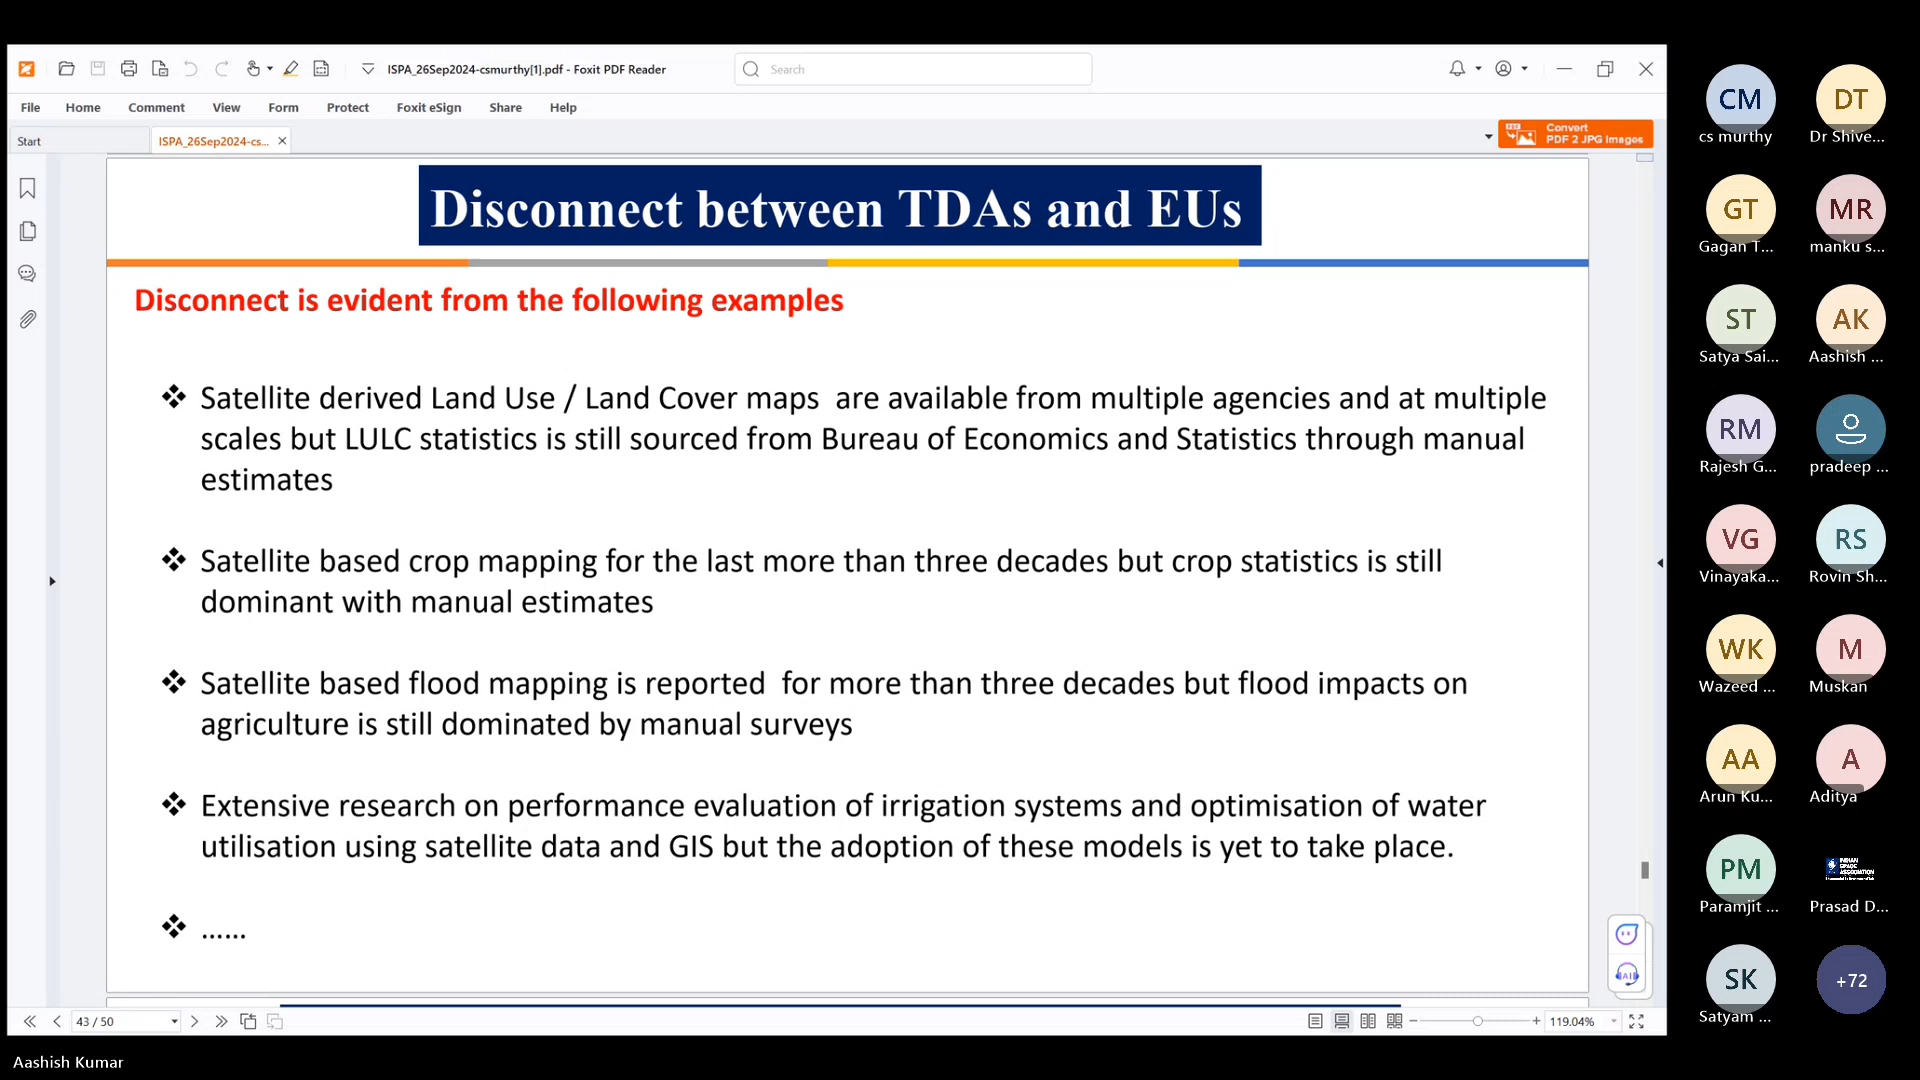 ISPA_26Sep2024-csmurthy[1].pdf - Foxit PDF Reader
Search
File Home Comment View Form Protect Foxit eSign Share Help
Start
ISPA_26Sep2024-cs...
Convert
PDF 2 JPG Images
Disconnect between TDAs and EUs
Disconnect is evident from the following examples
❖ Satellite derived Land Use / Land Cover maps are available from multiple agencies and at multiple
scales but LULC statistics is still sourced from Bureau of Economics and Statistics through manual
estimates
❖ Satellite based crop mapping for the last more than three decades but crop statistics is still
dominant with manual estimates
❖ Satellite based flood mapping is reported for more than three decades but flood impacts on
agriculture is still dominated by manual surveys
❖ Extensive research on performance evaluation of irrigation systems and optimisation of water
utilisation using satellite data and GIS but the adoption of these models is yet to take place.
❖ ......
43 / 50
119.04%
Aashish Kumar
CM DT
cs murthy Dr Shive...
GT MR
Gagan T... manku s...
ST AK
Satya Sai... Aashish ...
RM
Rajesh G... pradeep ...
VG RS
Vinayaka... Rovin Sh...
WK M
Wazeed ... Muskan
AA A
Arun Ku... Aditya
PM
INDIAN
SPACE
ASSOCIATION
Paramjit ... Prasad D...
SK +72
Satyam ...